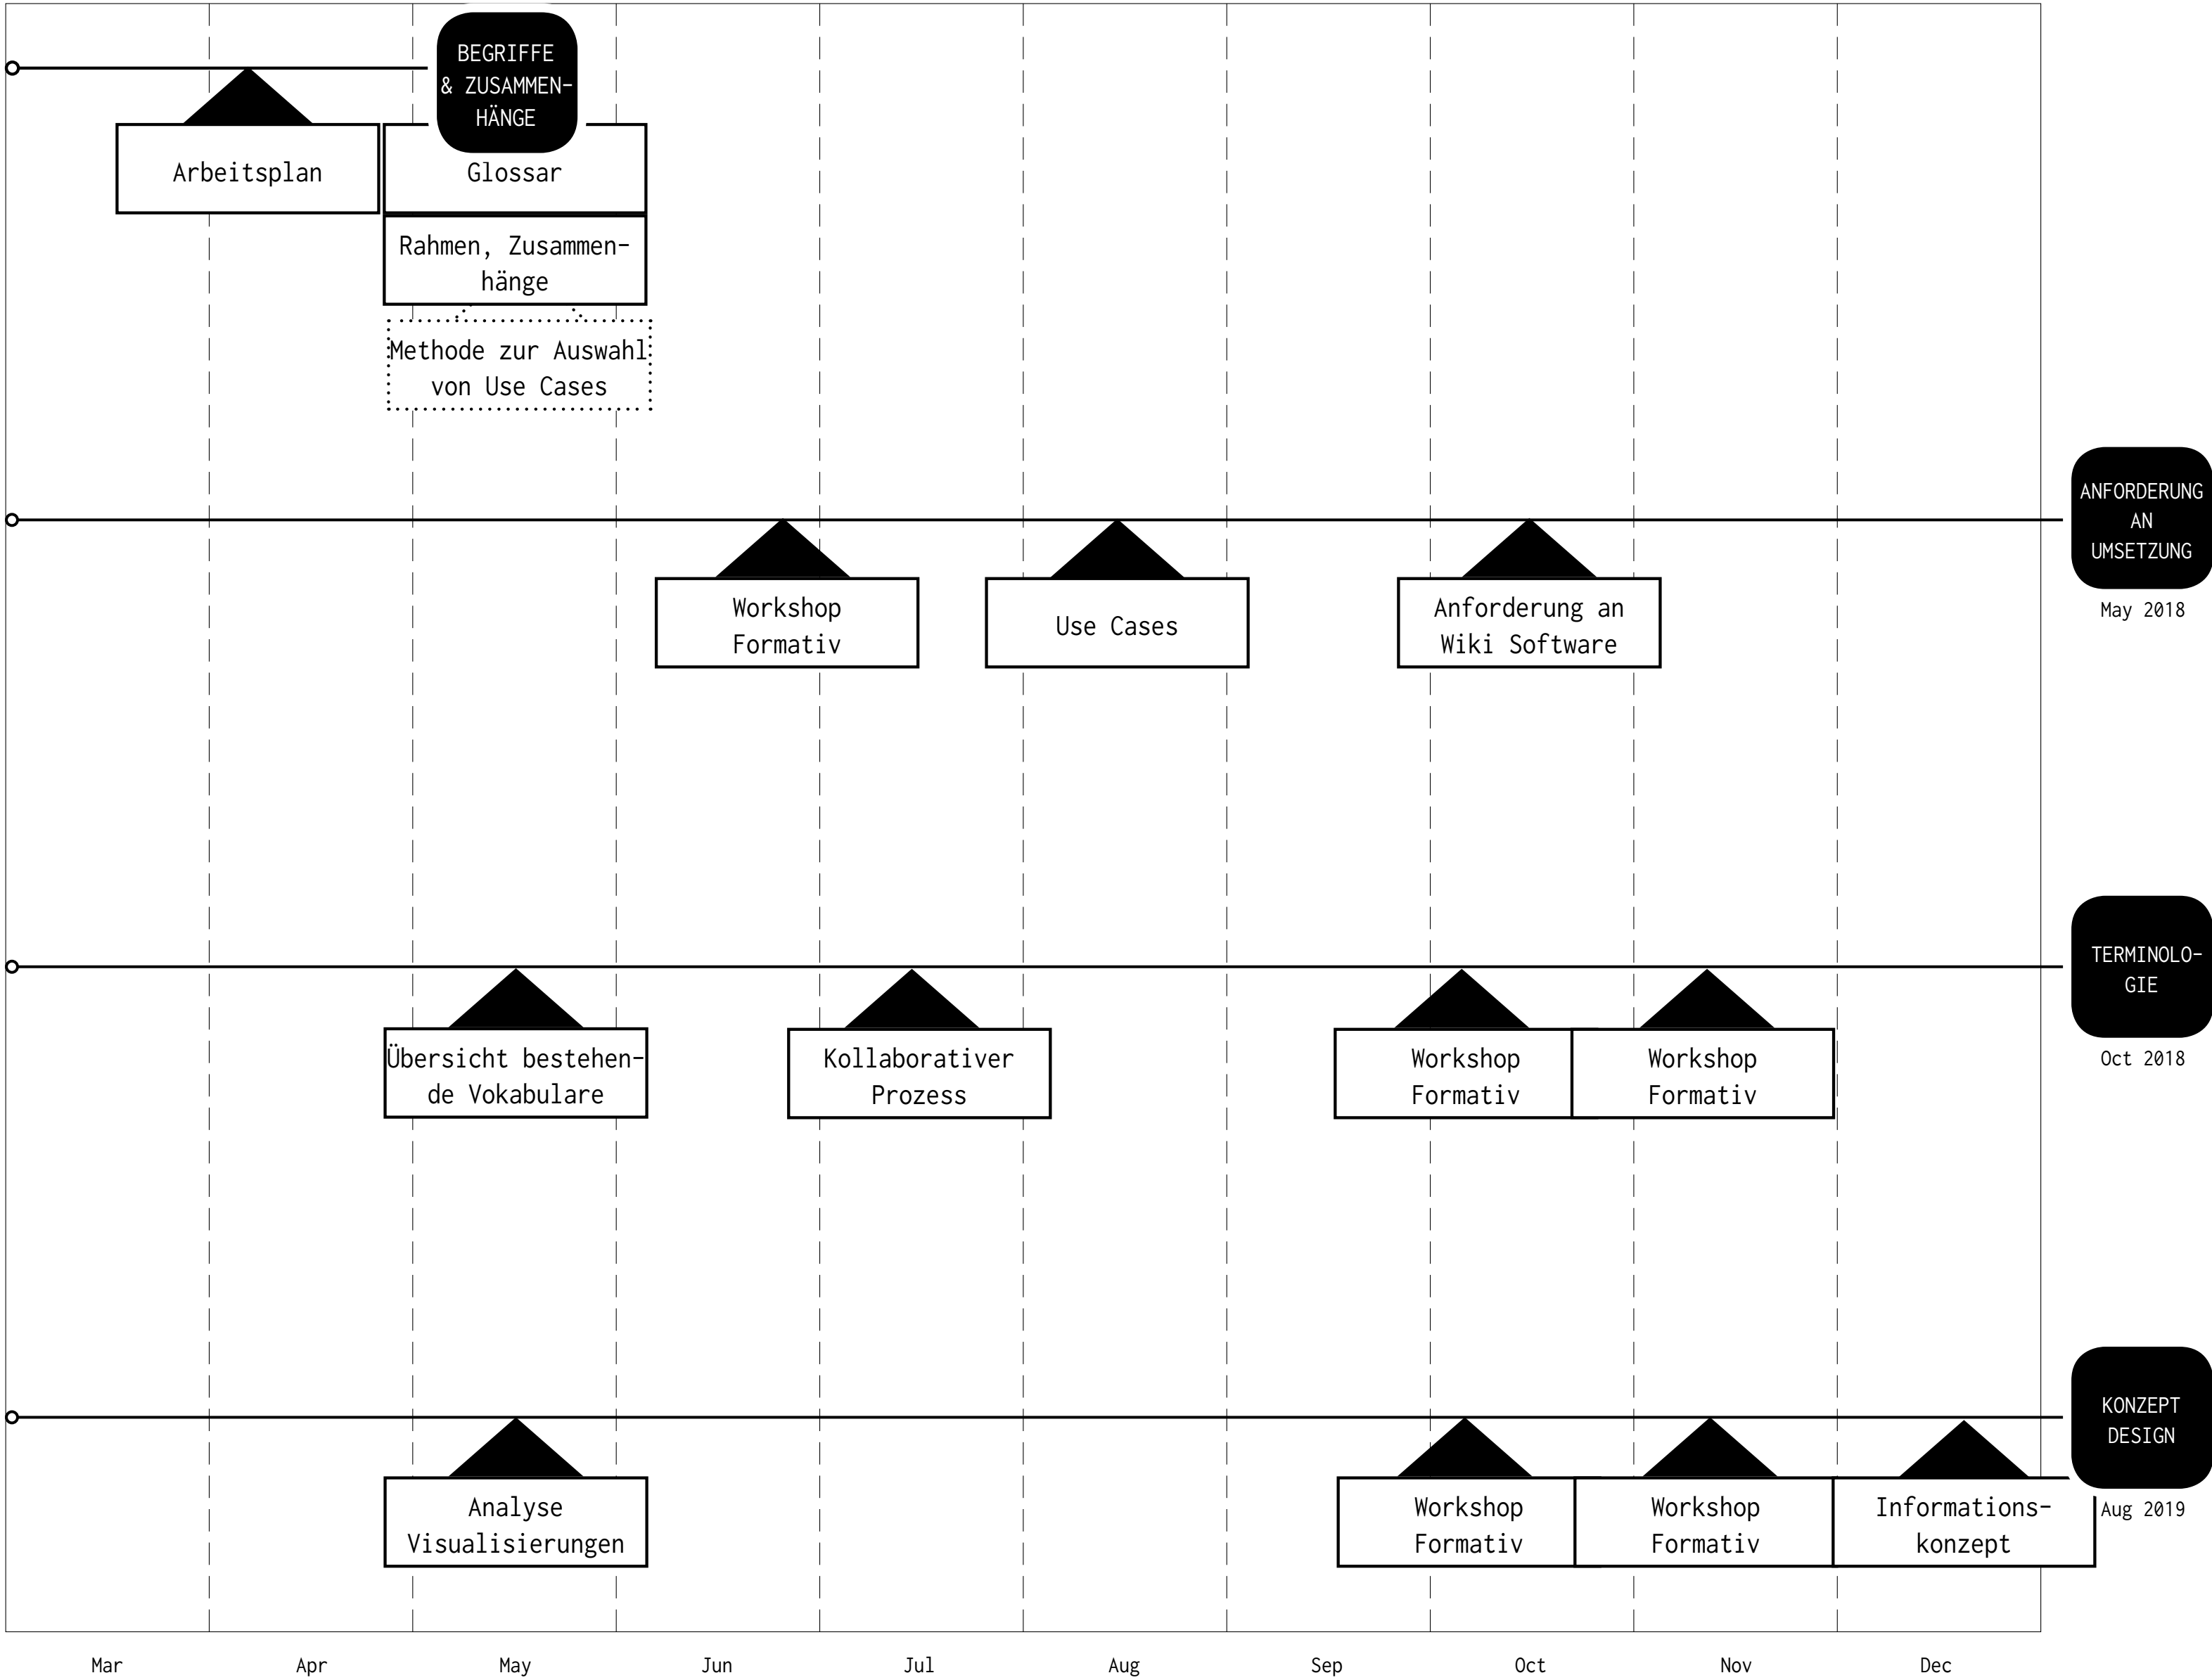 BEGRIFFE
& ZUSAMMEN-
HÄNGE
Arbeitsplan
Glossar
Rahmen, Zusammen-
hänge
Methode zur Auswahl
von Use Cases
ANFORDERUNG
AN
UMSETZUNG
May 2018
Workshop
Formativ
Use Cases
Anforderung an
Wiki Software
TERMINOLO-
GIE
Oct 2018
Übersicht bestehen-
de Vokabulare
Kollaborativer
Prozess
Workshop
Formativ
Workshop
Formativ
KONZEPT
DESIGN
Aug 2019
Analyse
Visualisierungen
Workshop
Formativ
Workshop
Formativ
Informations-
konzept
Mar Apr May Jun Jul Aug Sep Oct Nov Dec